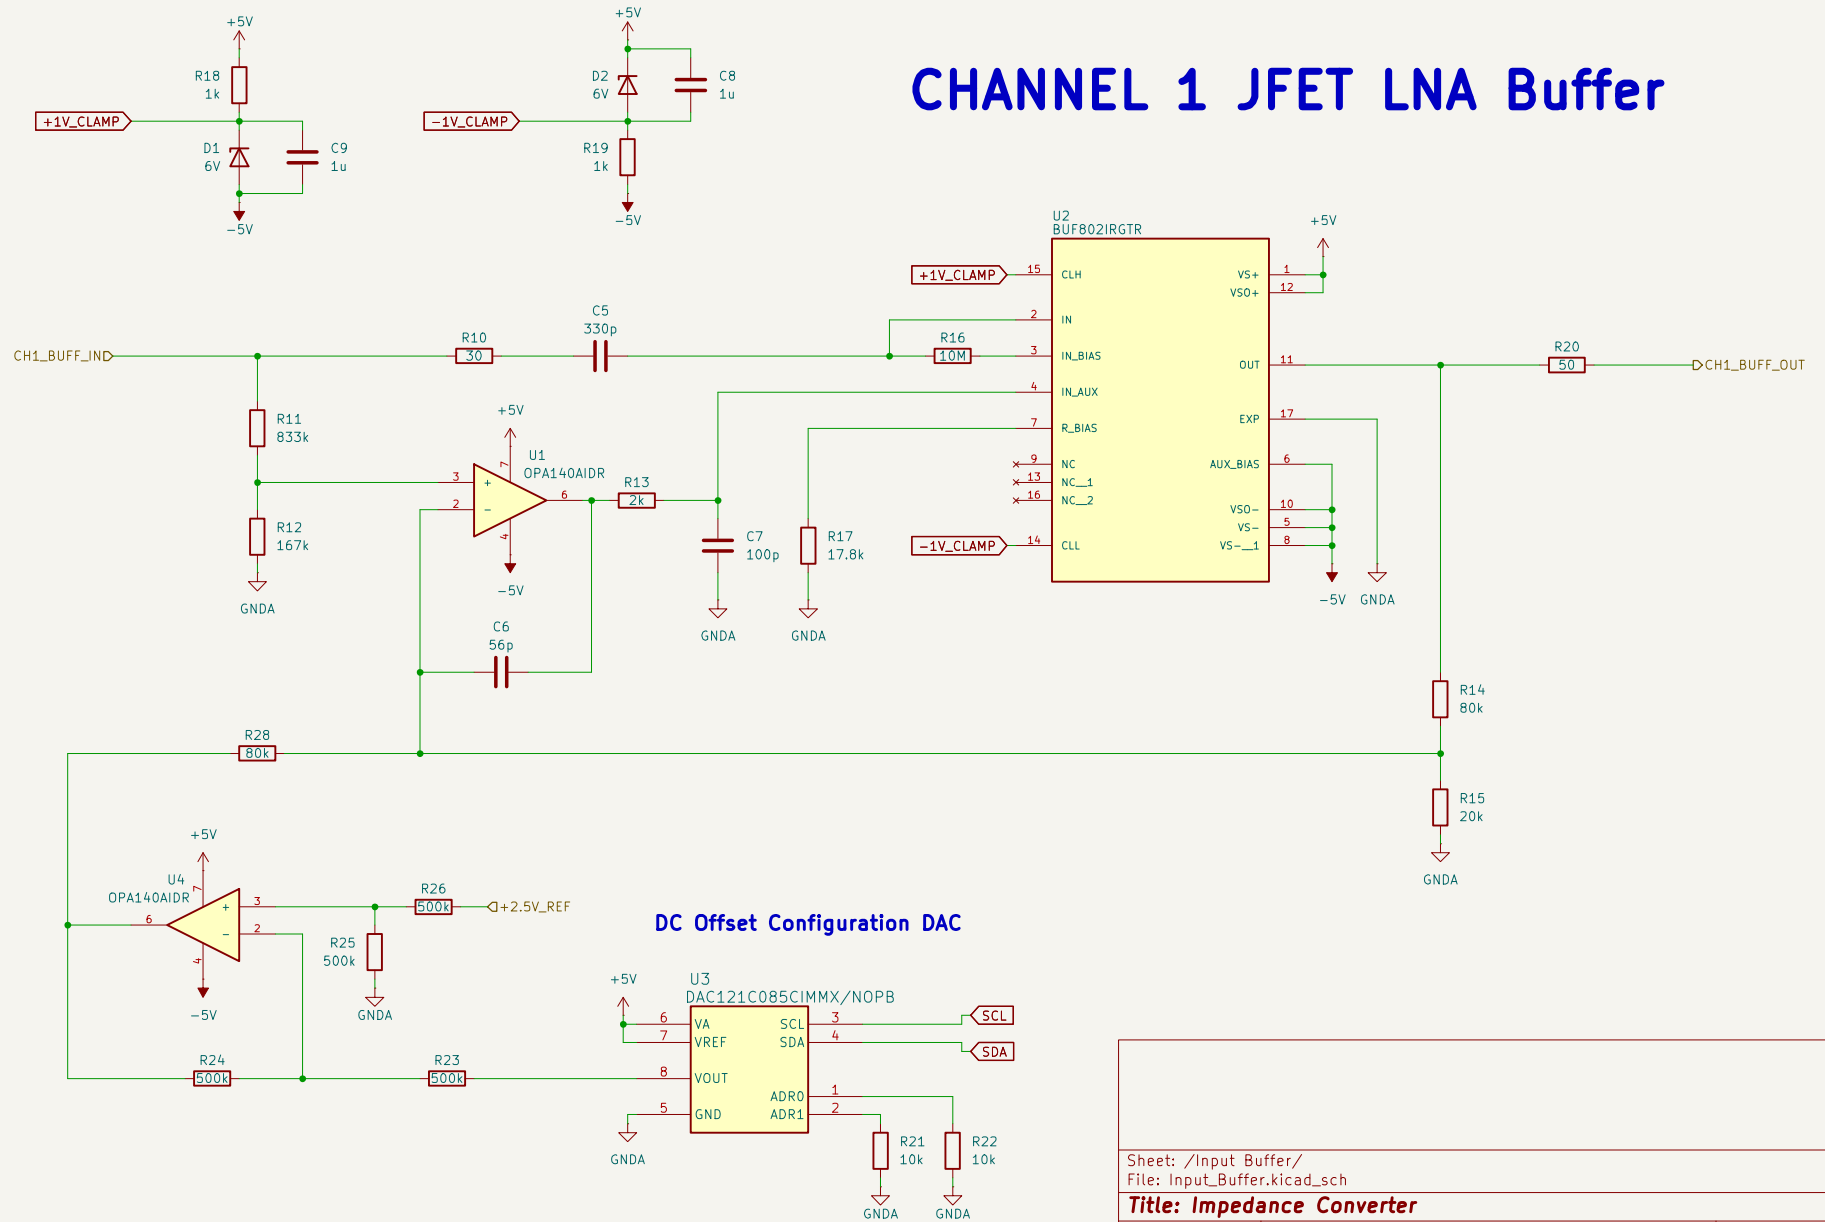 CHANNEL 1 JFET LNA Buffer
+5V
R18
1k
+1V_CLAMP
D1
6V
C9
1u
-5V
+5V
D2
6V
C8
1u
-1V_CLAMP
R19
1k
-5V
CH1_BUFF_IN
R10
30
C5
330p
R11
833k
R12
167k
GNDA
+5V
U1
OPA140AIDR
7
3
+
2
-
6
4
-5V
R13
2k
C7
100p
GNDA
C6
56p
R17
17.8k
GNDA
R16
10M
U2
BUF802IRGTR
+1V_CLAMP
15
CLH
2
IN
3
IN_BIAS
4
IN_AUX
7
R_BIAS
9
NC
13
NC__1
16
NC__2
-1V_CLAMP
14
CLL
+5V
VS+
1
VSO+
12
OUT
11
EXP
17
AUX_BIAS
6
VSO-
10
VS-
5
VS-__1
8
-5V
GNDA
R20
50
CH1_BUFF_OUT
R14
80k
R15
20k
GNDA
R28
80k
+5V
U4
OPA140AIDR
7
6
+
3
-
2
4
-5V
R26
500k
+2.5V_REF
R25
500k
GNDA
R24
500k
R23
500k
DC Offset Configuration DAC
+5V
U3
DAC121C085CIMMX/NOPB
6
VA
7
VREF
8
VOUT
5
GND
GNDA
SCL
3
SCL
SDA
4
SDA
ADR0
1
ADR1
2
R21
10k
GNDA
R22
10k
GNDA
Sheet: /Input Buffer/
File: Input_Buffer.kicad_sch
Title: Impedance Converter